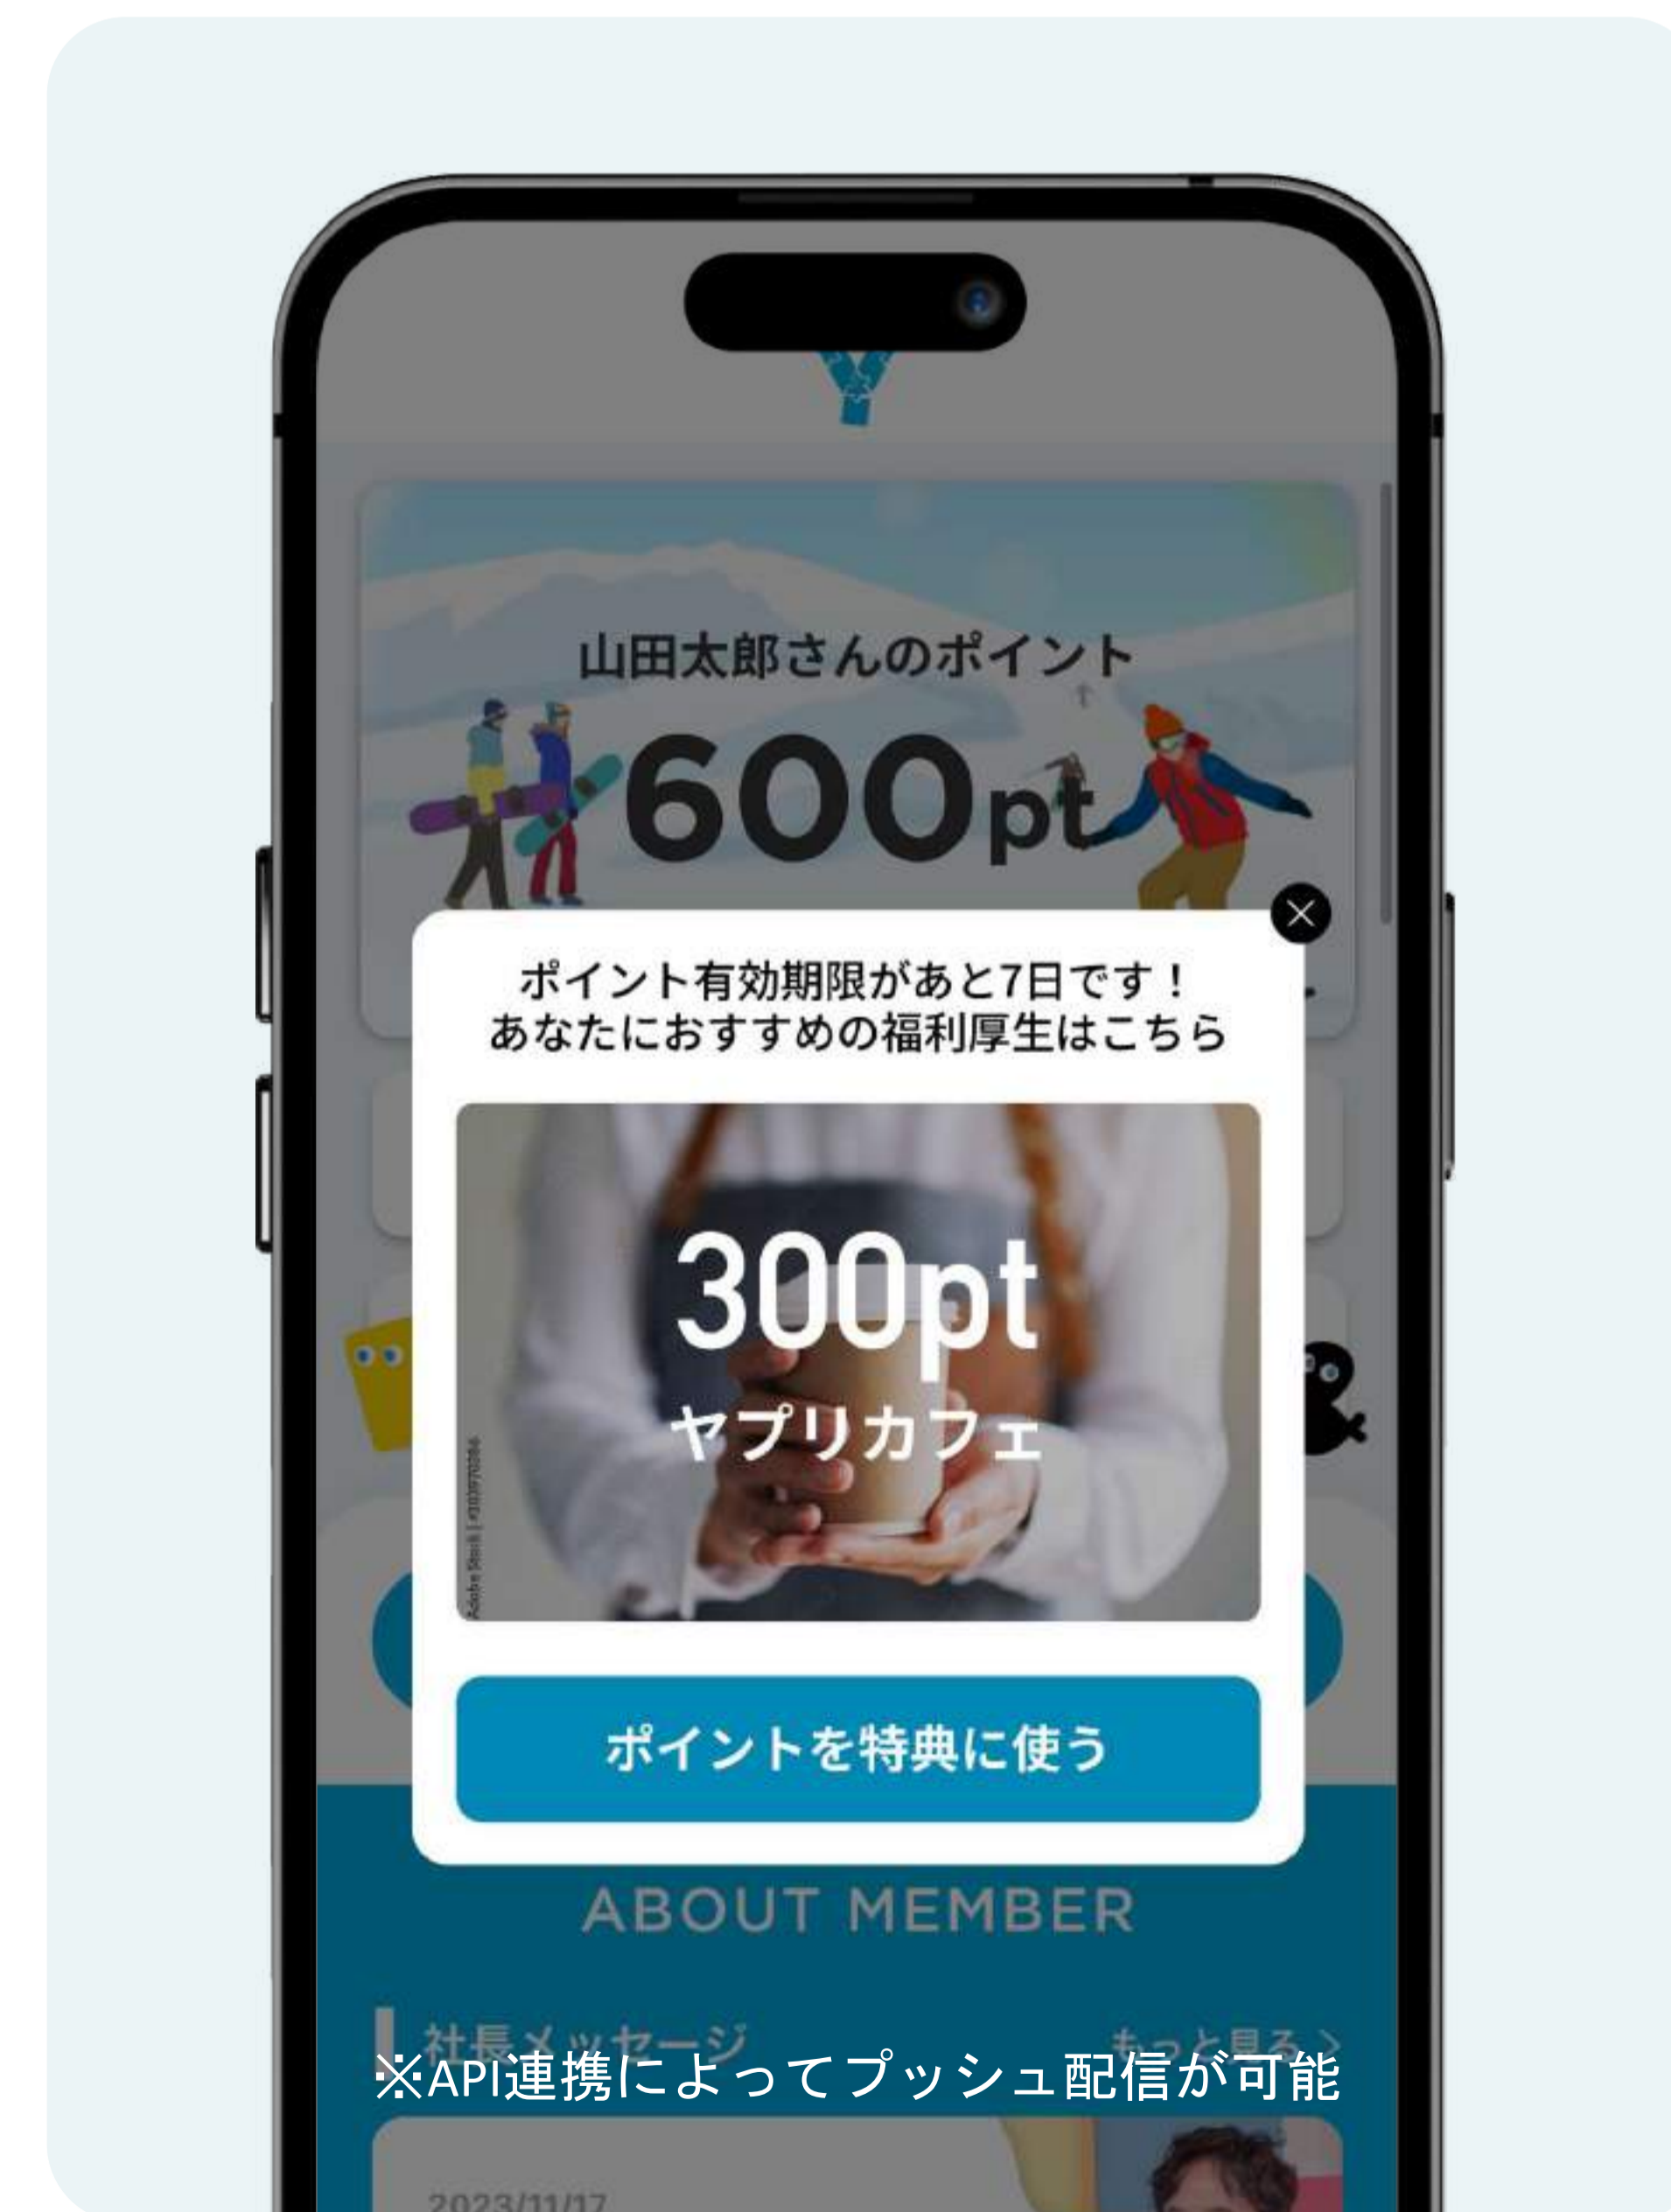 山田太郎さんのポイント
600pt
ポイント有効期限があと7日です！
あなたにおすすめの福利厚生はこちら
300pt
ヤプリカフェ
ポイントを特典に使う
ABOUT MEMBER
社長メッセージ
もっと見る >
※API連携によってプッシュ配信が可能
2023/11/17